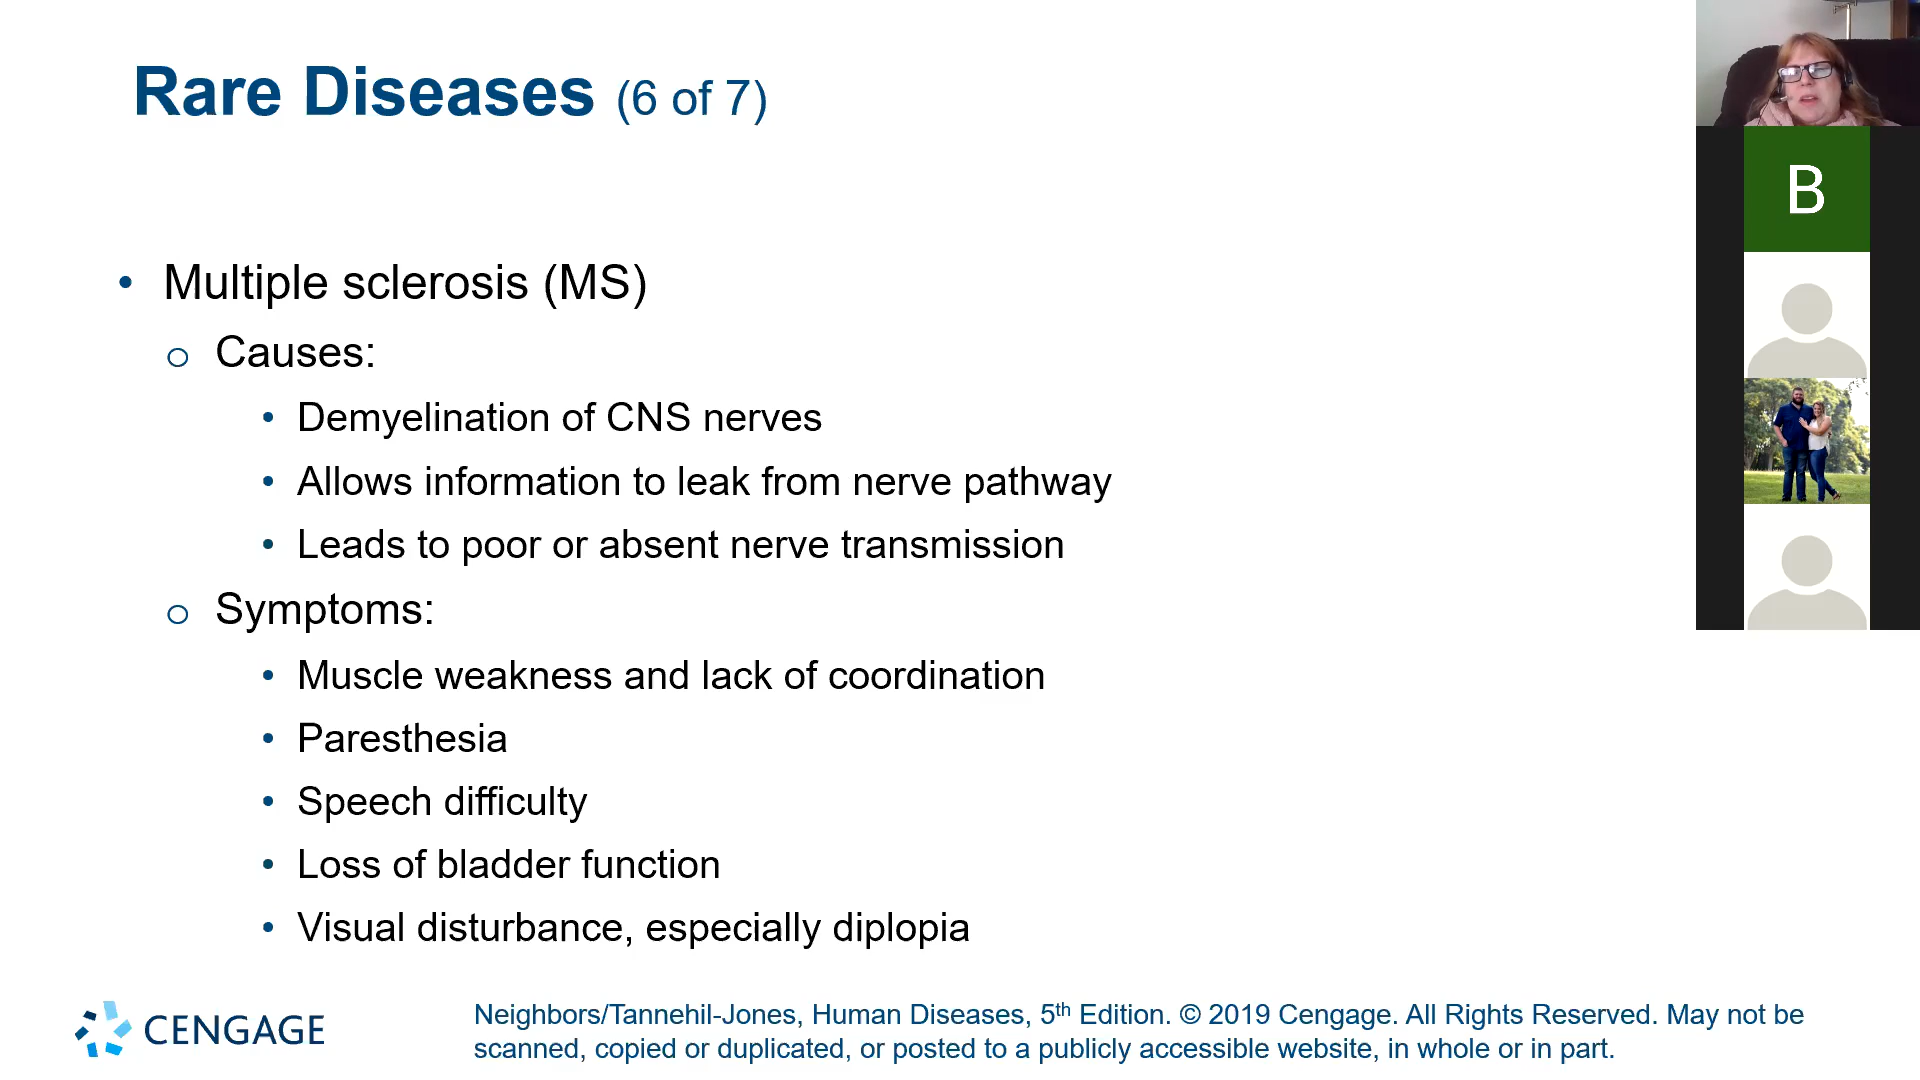 Rare Diseases (6 of 7)
• Multiple sclerosis (MS)
o Causes:
• Demyelination of CNS nerves
• Allows information to leak from nerve pathway
• Leads to poor or absent nerve transmission
o Symptoms:
• Muscle weakness and lack of coordination
• Paresthesia
• Speech difficulty
• Loss of bladder function
• Visual disturbance, especially diplopia
CENGAGE
Neighbors/Tannehil-Jones, Human Diseases, 5th Edition. © 2019 Cengage. All Rights Reserved. May not be
scanned, copied or duplicated, or posted to a publicly accessible website, in whole or in part.
B